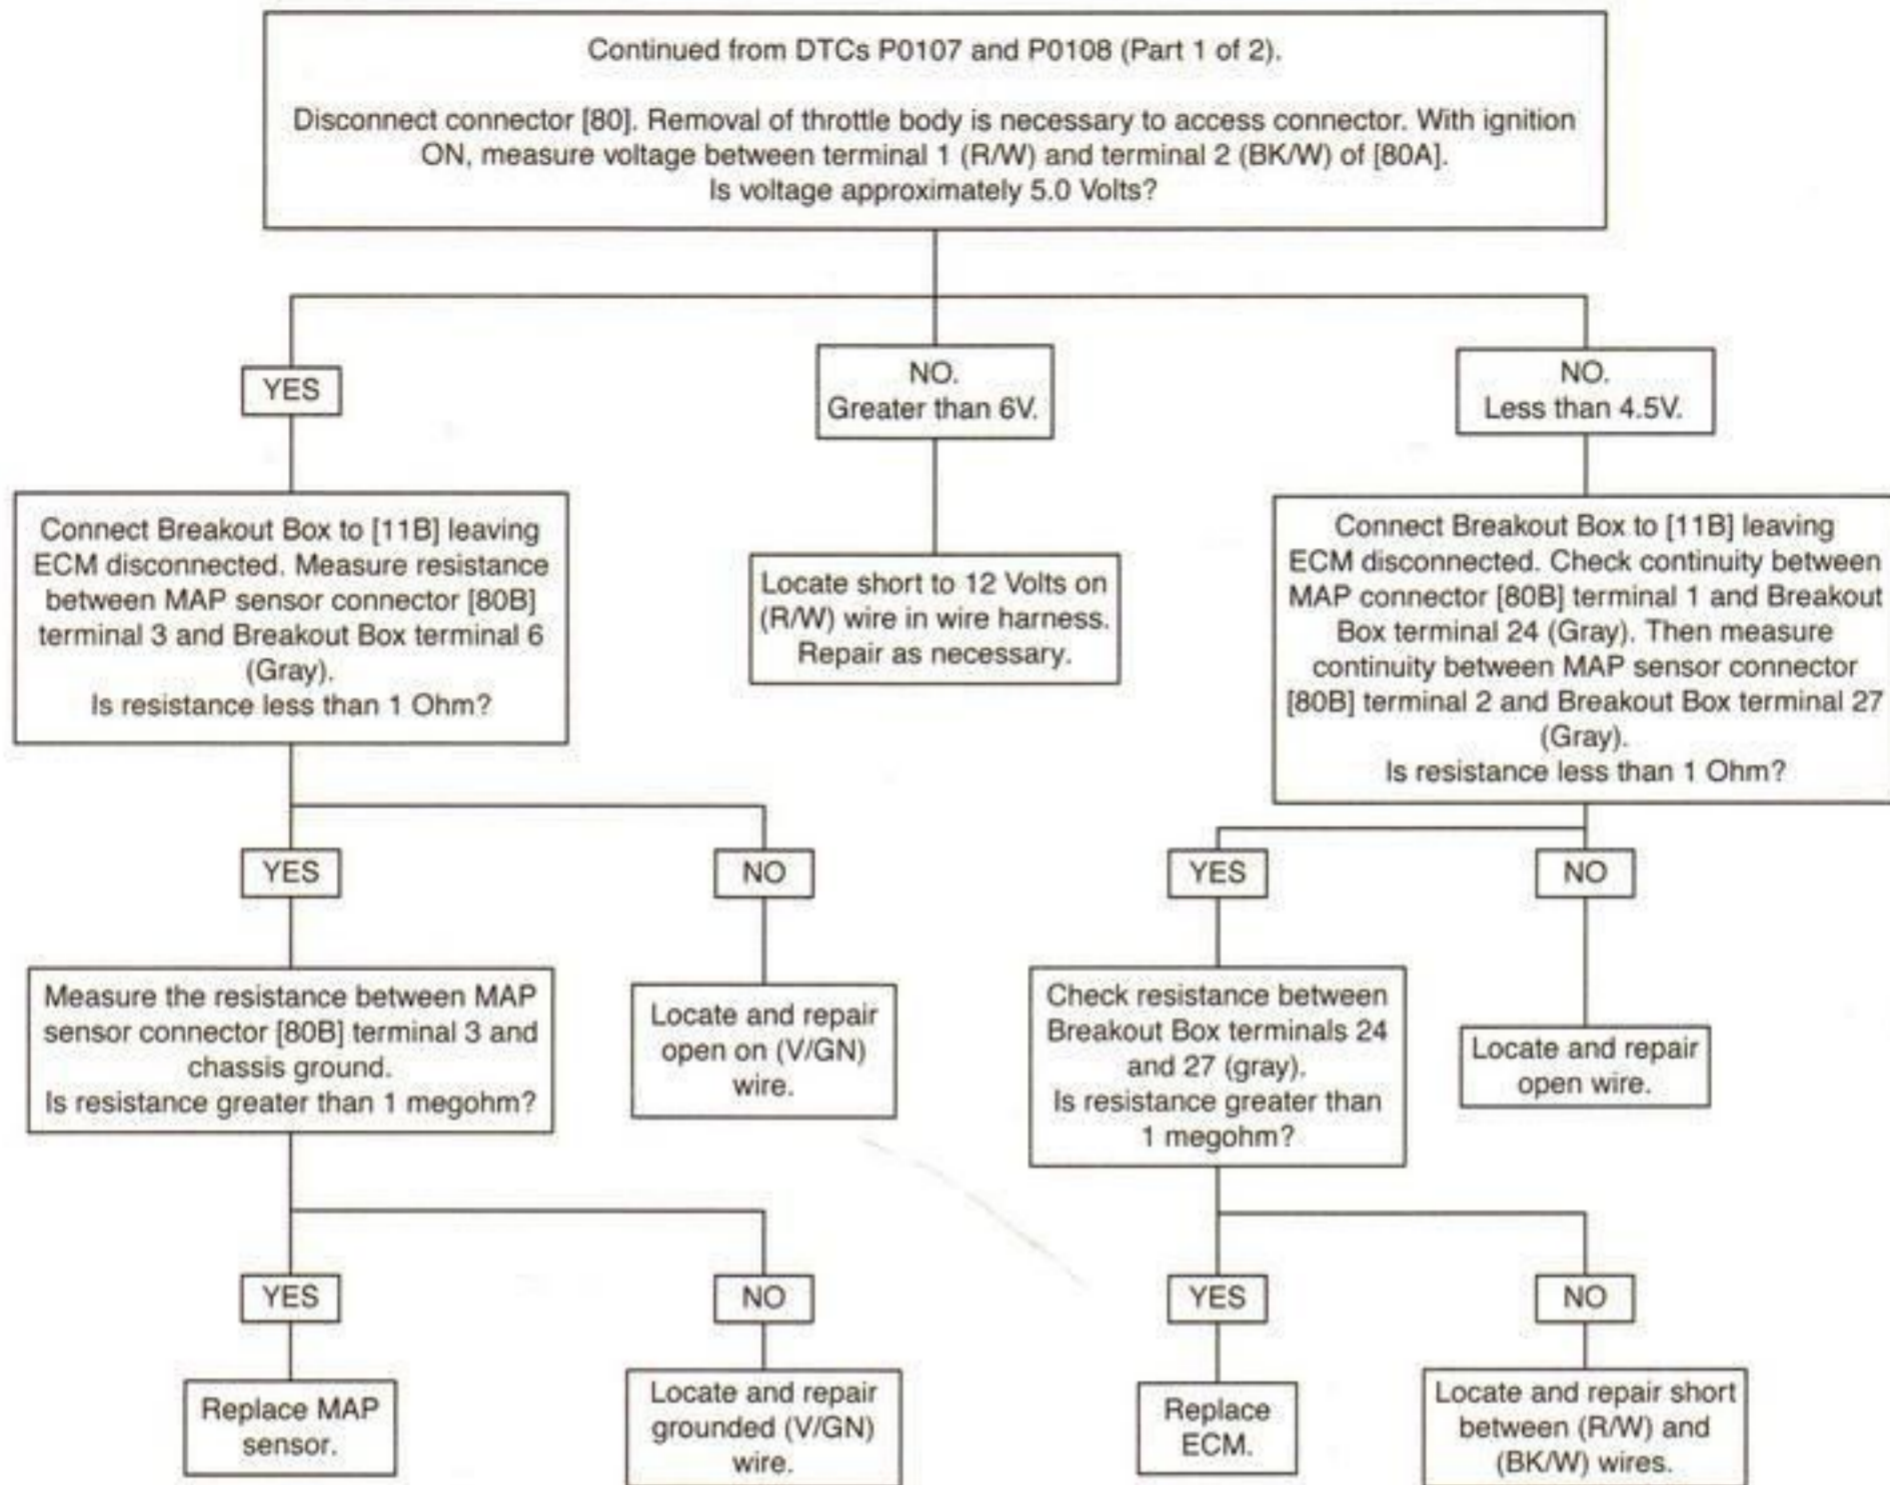 Continued from DTCs P0107 and P0108 (Part 1 of 2).
Disconnect connector [80]. Removal of throttle body is necessary to access connector. With ignition
ON, measure voltage between terminal 1 (R/W) and terminal 2 (BK/W) of [80A].
Is voltage approximately 5.0 Volts?
YES
NO.
Greater than 6V.
NO.
Less than 4.5V.
Connect Breakout Box to [11B] leaving
ECM disconnected. Measure resistance
between MAP sensor connector [80B]
terminal 3 and Breakout Box terminal 6
(Gray).
Is resistance less than 1 Ohm?
Locate short to 12 Volts on
(R/W) wire in wire harness.
Repair as necessary.
Connect Breakout Box to [11B] leaving
ECM disconnected. Check continuity between
MAP connector [80B] terminal 1 and Breakout
Box terminal 24 (Gray). Then measure
continuity between MAP sensor connector
[80B] terminal 2 and Breakout Box terminal 27
(Gray).
Is resistance less than 1 Ohm?
YES
NO
YES
NO
Measure the resistance between MAP
sensor connector [80B] terminal 3 and
chassis ground.
Is resistance greater than 1 megohm?
Locate and repair
open on (V/GN)
wire.
Check resistance between
Breakout Box terminals 24
and 27 (gray).
Is resistance greater than
1 megohm?
Locate and repair
open wire.
YES
NO
YES
NO
Replace MAP
sensor.
Locate and repair
grounded (V/GN)
wire.
Replace
ECM.
Locate and repair short
between (R/W) and
(BK/W) wires.